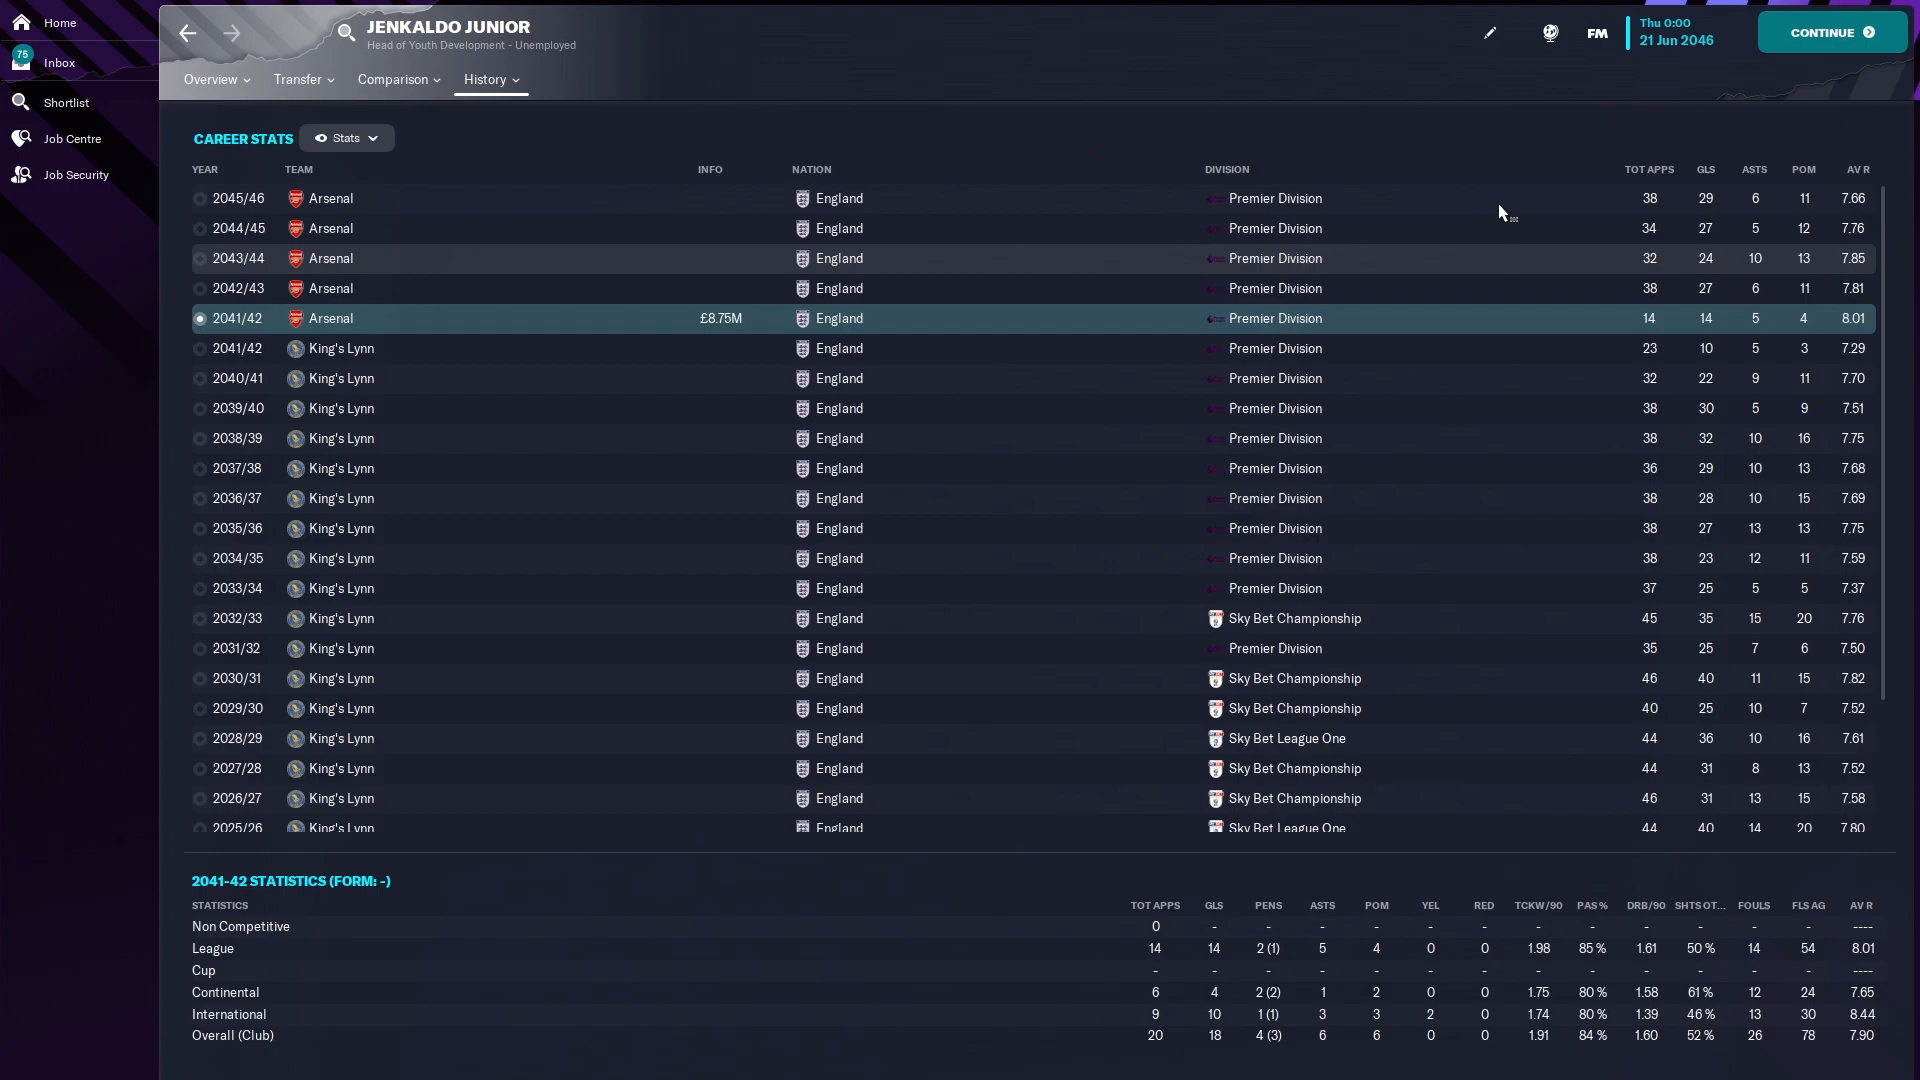 Home
75
Inbox
Shortlist
Job Centre
Job Security
JENKALDO JUNIOR
Head of Youth Development - Unemployed
FM
Thu 0:00
21 Jun 2046
CONTINUE
Overview Transfer Comparison History
CAREER STATS Stats
YEAR TEAM INFO NATION DIVISION TOT APPS GLS ASTS POM AV R
2045/46 Arsenal England Premier Division 38 29 6 11 7.66
2044/45 Arsenal England Premier Division 34 27 5 12 7.76
2043/44 Arsenal England Premier Division 32 24 10 13 7.85
2042/43 Arsenal England Premier Division 38 27 6 11 7.81
2041/42 Arsenal £8.75M England Premier Division 14 14 5 4 8.01
2041/42 King's Lynn England Premier Division 23 10 5 3 7.29
2040/41 King's Lynn England Premier Division 32 22 9 11 7.70
2039/40 King's Lynn England Premier Division 38 30 5 9 7.51
2038/39 King's Lynn England Premier Division 38 32 10 16 7.75
2037/38 King's Lynn England Premier Division 36 29 10 13 7.68
2036/37 King's Lynn England Premier Division 38 28 10 15 7.69
2035/36 King's Lynn England Premier Division 38 27 13 13 7.75
2034/35 King's Lynn England Premier Division 38 23 12 11 7.59
2033/34 King's Lynn England Premier Division 37 25 5 5 7.37
2032/33 King's Lynn England Sky Bet Championship 45 35 15 20 7.76
2031/32 King's Lynn England Premier Division 35 25 7 6 7.50
2030/31 King's Lynn England Sky Bet Championship 46 40 11 15 7.82
2029/30 King's Lynn England Sky Bet Championship 40 25 10 7 7.52
2028/29 King's Lynn England Sky Bet League One 44 36 10 16 7.61
2027/28 King's Lynn England Sky Bet Championship 44 31 8 13 7.52
2026/27 King's Lynn England Sky Bet Championship 46 31 13 15 7.58
2025/26 King's Lynn England Sky Bet League One 44 40 14 20 7.80
2041-42 STATISTICS (FORM: -)
STATISTICS TOT APPS GLS PENS ASTS POM YEL RED TCKW/90 PAS % DRB/90 SHTS OT... FOULS FLS AG AV R
Non Competitive 0 - - - - - - - - - - - - ----
League 14 14 2 (1) 5 4 0 0 1.98 85 % 1.61 50 % 14 54 8.01
Cup - - - - - - - - - - - - - ----
Continental 6 4 2 (2) 1 2 0 0 1.75 80 % 1.58 61 % 12 24 7.65
International 9 10 1 (1) 3 3 2 0 1.74 80 % 1.39 46 % 13 30 8.44
Overall (Club) 20 18 4 (3) 6 6 0 0 1.91 84 % 1.60 52 % 26 78 7.90